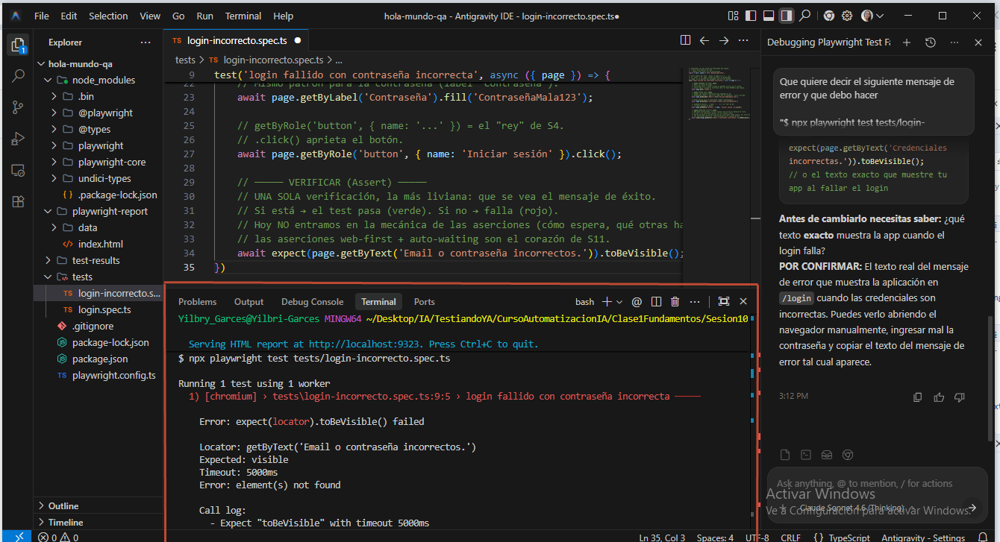 File Edit Selection View Go Run Terminal Help
hola-mundo-qa - Antigravity IDE - login-incorrecto.spec.ts●
Explorer
hola-mundo-qa
node_modules
.bin
@playwright
@types
playwright
playwright-core
undici-types
{ } .package-lock.json
playwright-report
data
</> index.html
test-results
tests
TS login-incorrecto.s...
TS login.spec.ts
.gitignore
package-lock.json
package.json
TS playwright.config.ts
Outline
Timeline
TS login-incorrecto.spec.ts ●
tests > TS login-incorrecto.spec.ts > ...
9 test('login fallido con contraseña incorrecta', async ({ page }) => {
22 // Mismo patrón para la contraseña (label "Contraseña").
23 await page.getByLabel('Contraseña').fill('ContraseñaMala123');
24
25 // getByRole('button', { name: '...' }) = el "rey" de S4.
26 // .click() aprieta el botón.
27 await page.getByRole('button', { name: 'Iniciar sesión' }).click();
28
29 // ───── VERIFICAR (Assert) ─────
30 // UNA SOLA verificación, la más liviana: que se vea el mensaje de éxito.
31 // Si está → el test pasa (verde). Si no → falla (rojo).
32 // Hoy NO entramos en la mecánica de las aserciones (cómo espera, qué otras ha
33 // las aserciones web-first + auto-waiting son el corazón de S11.
34 await expect(page.getByText('Email o contraseña incorrectos.')).toBeVisible();
35 })
Problems Output Debug Console Terminal Ports
bash
Yilbry_Garces@Yilbri-Garces MINGW64 ~/Desktop/IA/TestiandoYA/CursoAutomatizacionIA/Clase1Fundamentos/Sesion10
Serving HTML report at http://localhost:9323. Press Ctrl+C to quit.
$ npx playwright test tests/login-incorrecto.spec.ts
Running 1 test using 1 worker
1) [chromium] › tests\login-incorrecto.spec.ts:9:5 › login fallido con contraseña incorrecta ─────
Error: expect(locator).toBeVisible() failed
Locator: getByText('Email o contraseña incorrectos.')
Expected: visible
Timeout: 5000ms
Error: element(s) not found
Call log:
- Expect "toBeVisible" with timeout 5000ms
Debugging Playwright Test Fa
Que quiere decir el siguiente mensaje de
error y que debo hacer
"$ npx playwright test tests/login-
expect(page.getByText('Credenciales
incorrectas.')).toBeVisible();
// o el texto exacto que muestre tu
app al fallar el login
Antes de cambiarlo necesitas saber: ¿qué
texto exacto muestra la app cuando el
login falla?
POR CONFIRMAR: El texto real del mensaje
de error que muestra la aplicación en
/login cuando las credenciales son
incorrectas. Puedes verlo abriendo el
navegador manualmente, ingresar mal la
contraseña y copiar el texto del mensaje de
error tal cual aparece.
3:12 PM
Ask anything, @ to mention, / for actions
Claude Sonnet 4.6 (Thinking)
Activar Windows
Ve a Configuración para activar Windows.
0 0
Ln 35, Col 3 Spaces: 4 UTF-8 CRLF { } TypeScript Antigravity - Settings